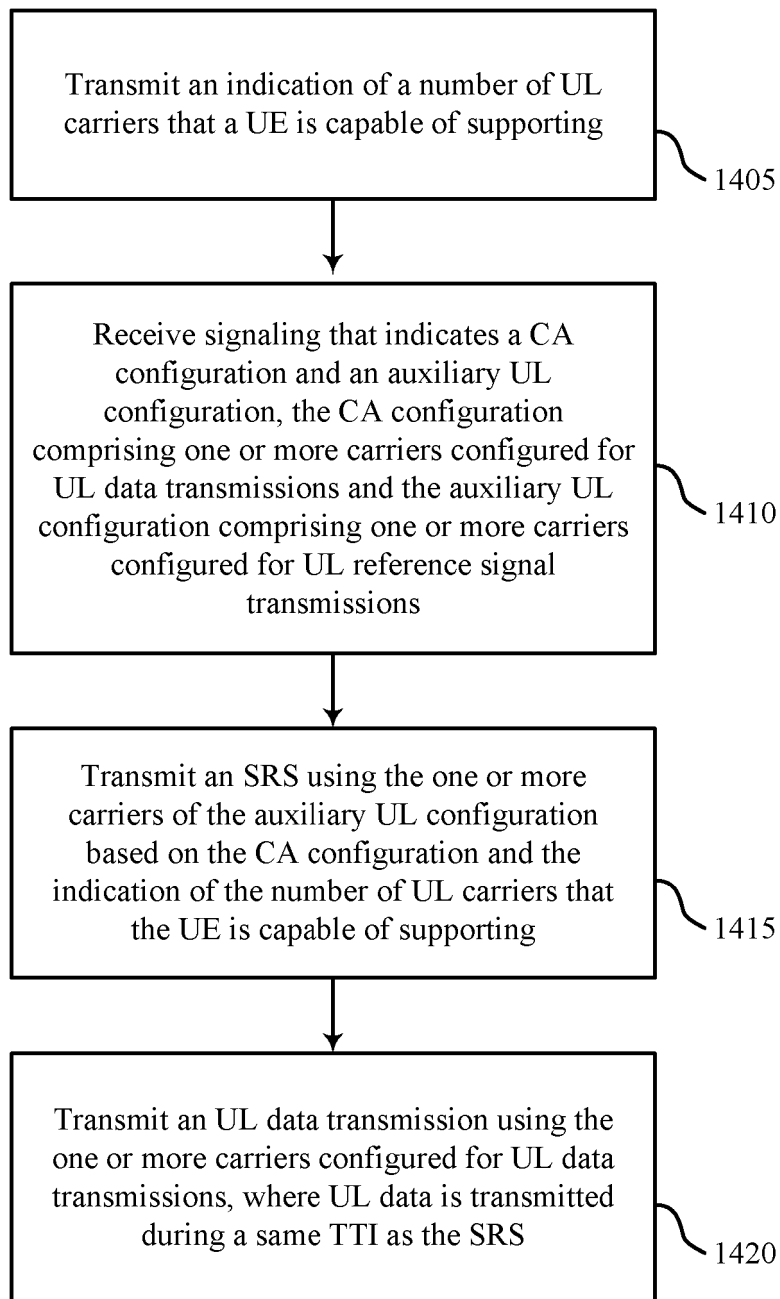 Transmit an indication of a number of UL
carriers that a UE is capable of supporting
1405
Receive signaling that indicates a CA
configuration and an auxiliary UL
configuration, the CA configuration
comprising one or more carriers configured for
UL data transmissions and the auxiliary UL
configuration comprising one or more carriers
configured for UL reference signal
transmissions
1410
Transmit an SRS using the one or more
carriers of the auxiliary UL configuration
based on the CA configuration and the
indication of the number of UL carriers that
the UE is capable of supporting
1415
Transmit an UL data transmission using the
one or more carriers configured for UL data
transmissions, where UL data is transmitted
during a same TTI as the SRS
1420